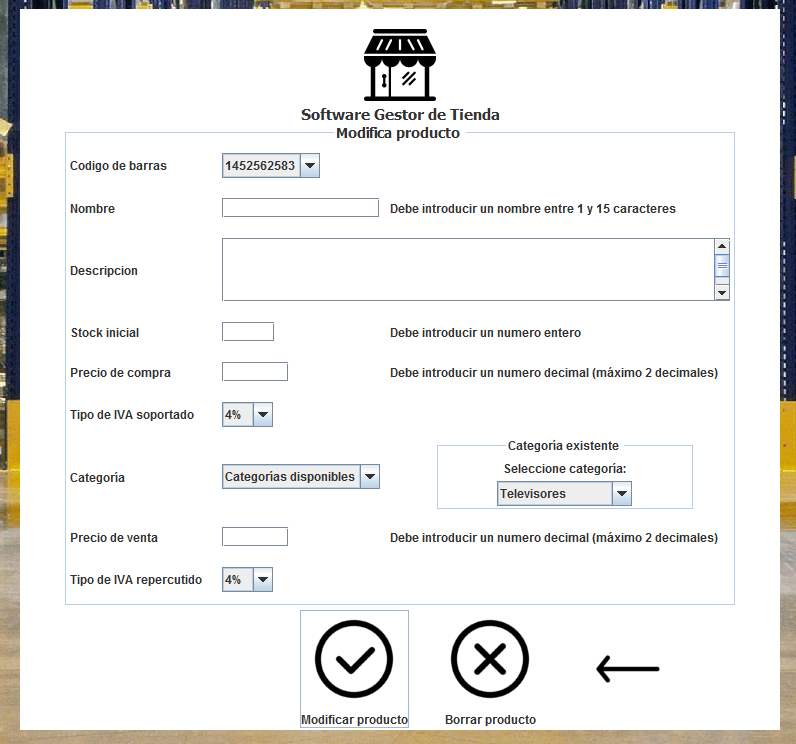 Software Gestor de Tienda
Modifica producto
Codigo de barras 1452562583
Nombre Debe introducir un nombre entre 1 y 15 caracteres
Descripcion
Stock inicial Debe introducir un numero entero
Precio de compra Debe introducir un numero decimal (máximo 2 decimales)
Tipo de IVA soportado 4%
Categoría existente
Seleccione categoría:
Categoría Categorías disponibles
Televisores
Precio de venta Debe introducir un numero decimal (máximo 2 decimales)
Tipo de IVA repercutido 4%
Modificar producto Borrar producto